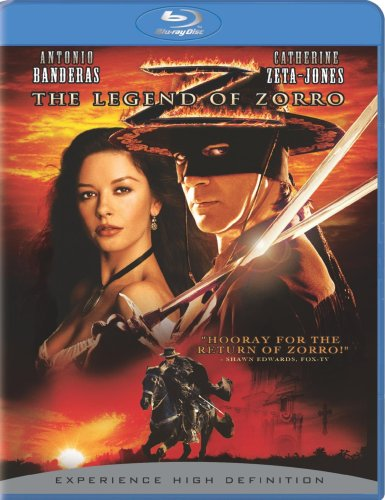 Blu-ray Disc
ANTONIO
BANDERAS
CATHERINE
ZETA-JONES
Z
THE LEGEND OF ZORRO
"HOORAY FOR THE
RETURN OF ZORRO!"
- SHAWN EDWARDS, FOX-TV
EXPERIENCE HIGH DEFINITION